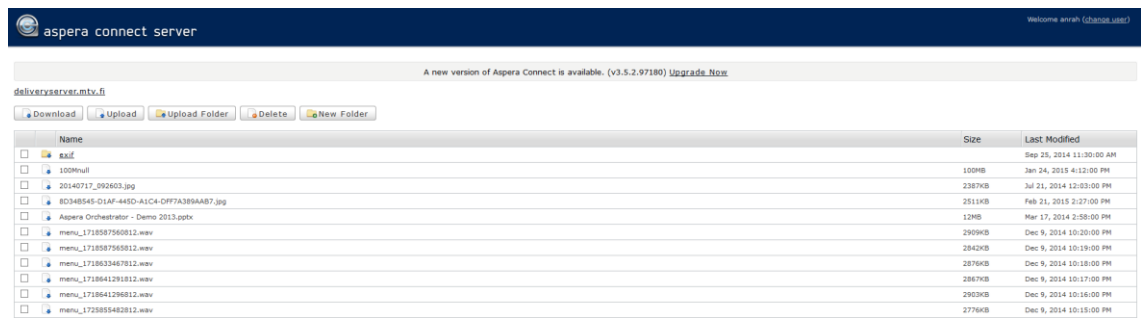 Welcome anrah (change user)
aspera connect server
A new version of Aspera Connect is available. (v3.5.2.97180) Upgrade Now
deliveryserver.mtv.fi
Download Upload Upload Folder Delete New Folder
Name Size Last Modified
exif Sep 25, 2014 11:30:00 AM
100Mnull 100MB Jan 24, 2015 4:12:00 PM
20140717_092603.jpg 2387KB Jul 21, 2014 12:03:00 PM
8D34B545-D1AF-445D-A1C4-DFF7A389AAB7.jpg 2511KB Feb 21, 2015 2:27:00 PM
Aspera Orchestrator - Demo 2013.pptx 12MB Mar 17, 2014 2:58:00 PM
menu_1718587560812.wav 2909KB Dec 9, 2014 10:20:00 PM
menu_1718587565812.wav 2842KB Dec 9, 2014 10:19:00 PM
menu_1718633467812.wav 2876KB Dec 9, 2014 10:18:00 PM
menu_1718641291812.wav 2867KB Dec 9, 2014 10:17:00 PM
menu_1718641296812.wav 2903KB Dec 9, 2014 10:16:00 PM
menu_1725855482812.wav 2776KB Dec 9, 2014 10:15:00 PM